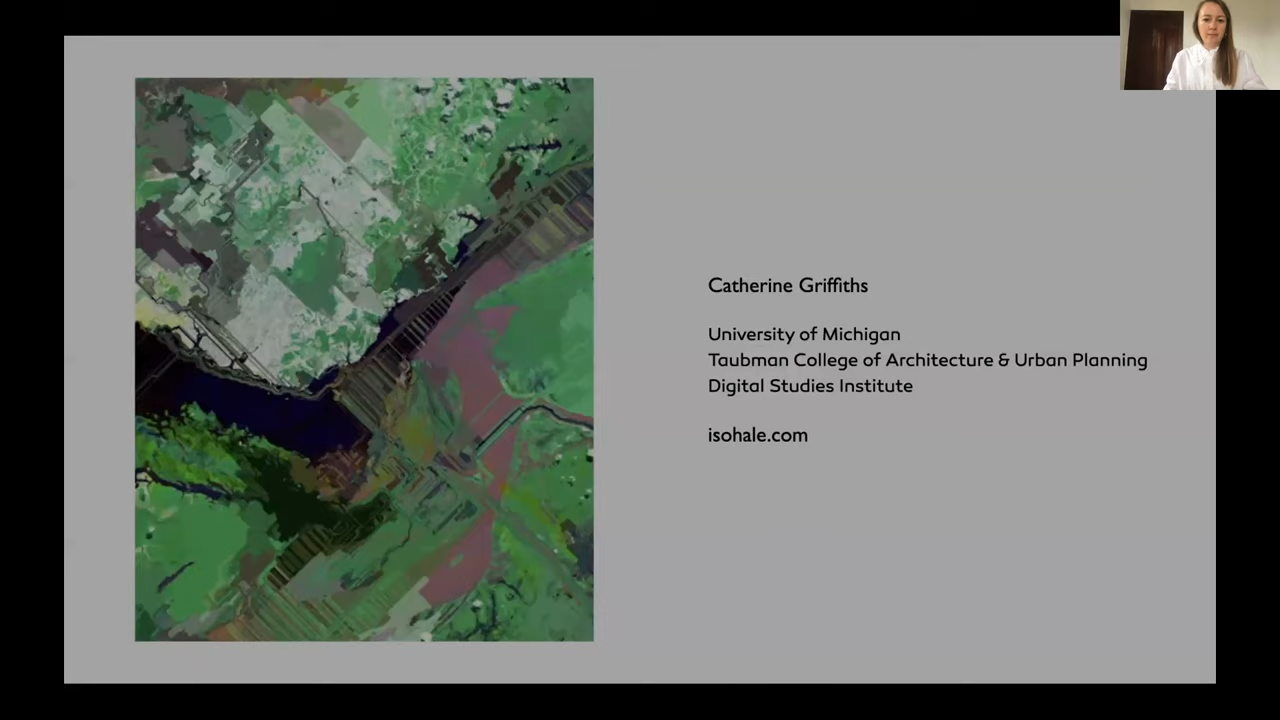 Catherine Griffiths
University of Michigan
Taubman College of Architecture & Urban Planning
Digital Studies Institute
isohale.com